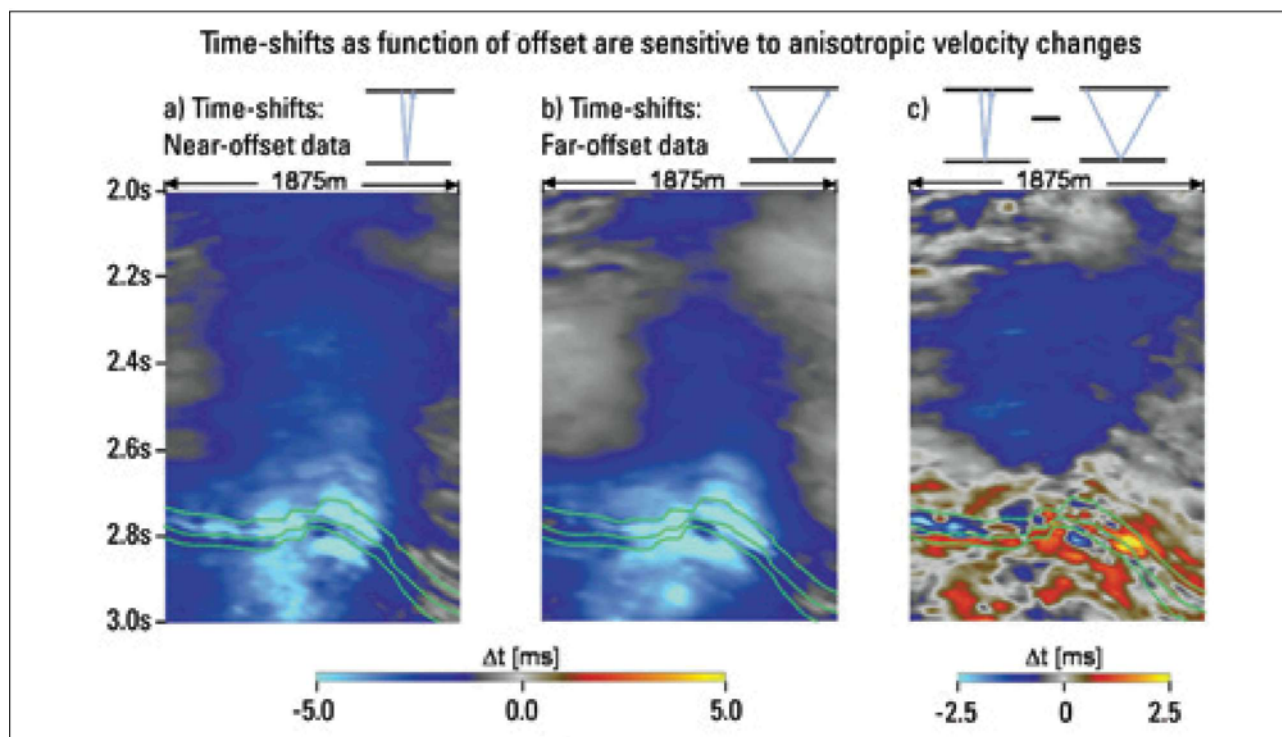 Time-shifts as function of offset are sensitive to anisotropic velocity changes
a) Time-shifts:
Near-offset data
b) Time-shifts:
Far-offset data
c)
1875m
1875m
1875m
2.0s
2.2s
2.4s
2.6s
2.8s
3.0s
Δt [ms]
-5.0 0.0 5.0
Δt [ms]
-2.5 0 2.5